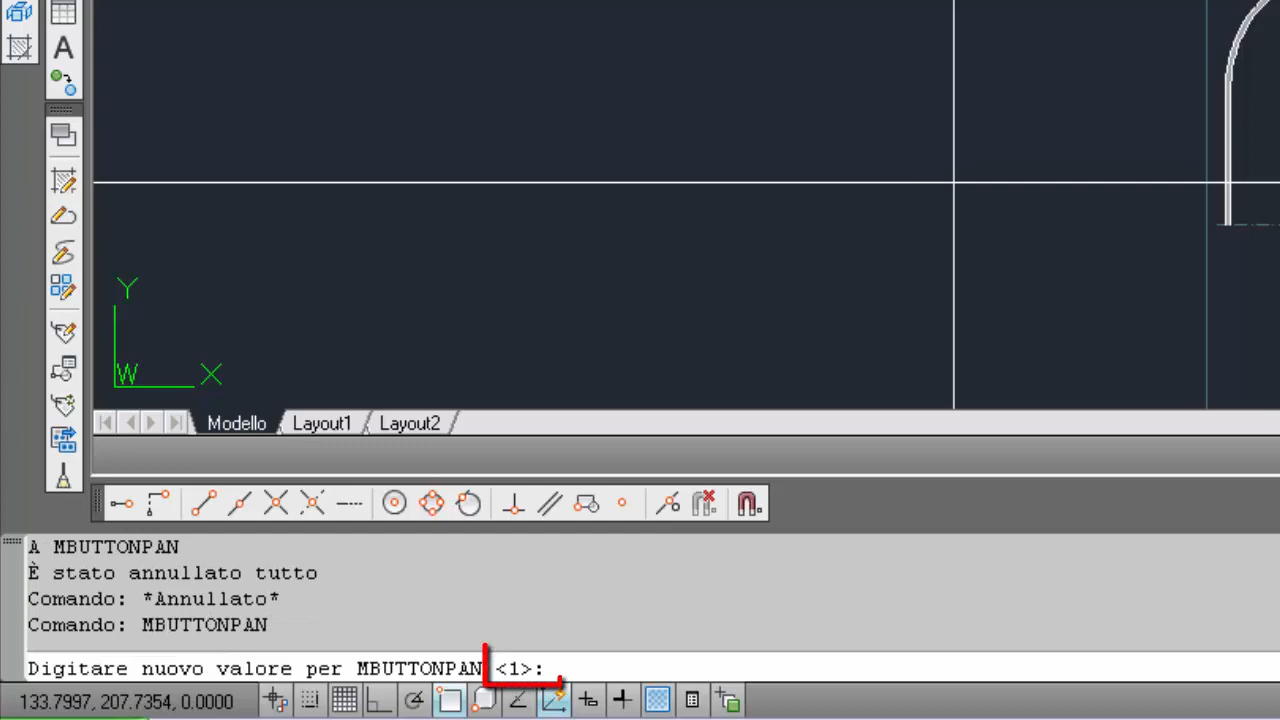 A
Y
W X
Modello Layout1 Layout2
A MBUTTONPAN
È stato annullato tutto
Comando: *Annullato*
Comando: MBUTTONPAN
Digitare nuovo valore per MBUTTONPAN <1>:
133.7997, 207.7354, 0.0000